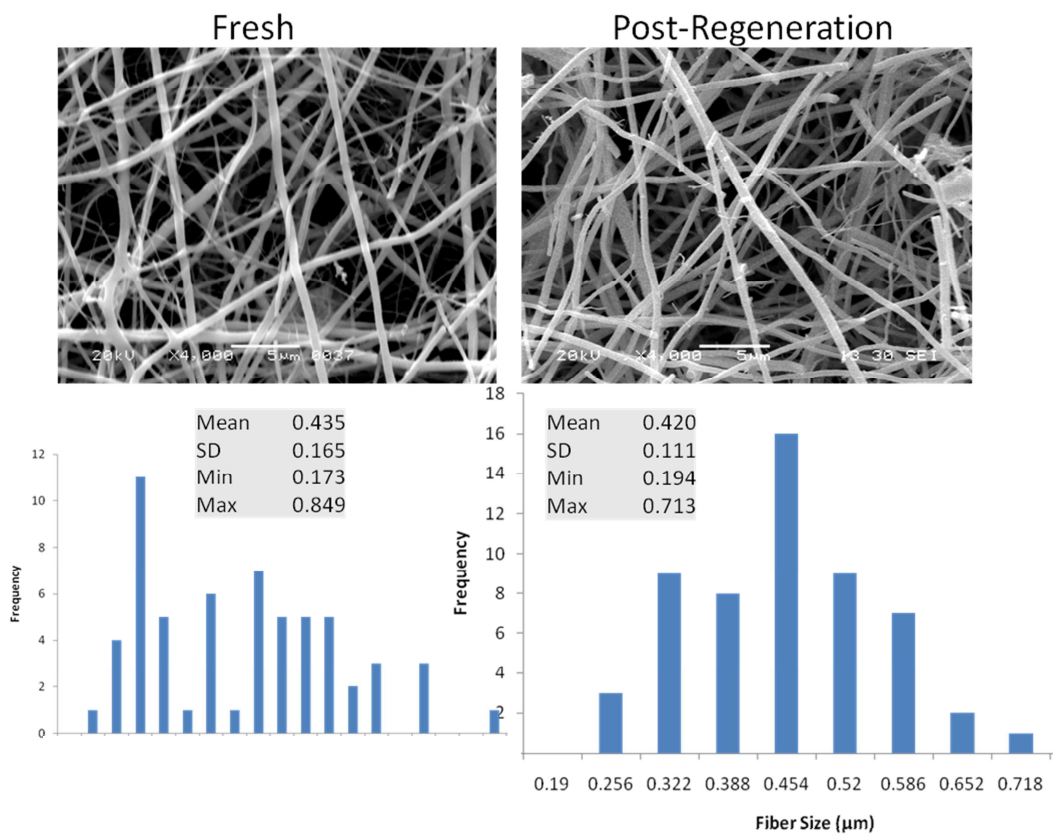 Fresh
Post-Regeneration
20kV X4,000 5µm 0037
20kV X4,000 5µm 13 30 SEI
Mean 0.435
SD 0.165
Min 0.173
Max 0.849
12
10
8
6
4
2
0
Frequency
Mean 0.420
SD 0.111
Min 0.194
Max 0.713
18
16
14
12
10
8
6
4
2
Frequency
0.19 0.256 0.322 0.388 0.454 0.52 0.586 0.652 0.718
Fiber Size (µm)